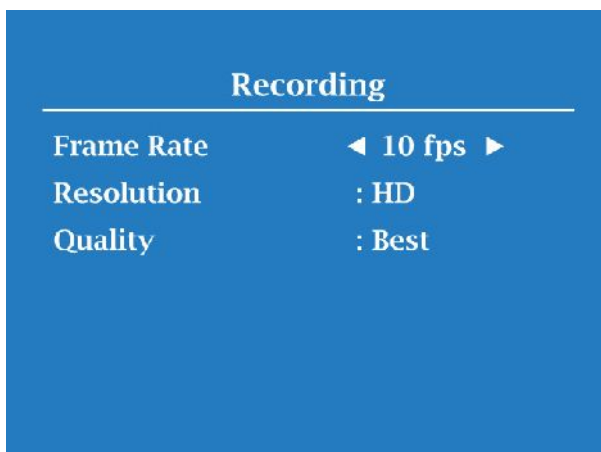 Recording
Frame Rate ◀ 10 fps ▶
Resolution : HD
Quality : Best